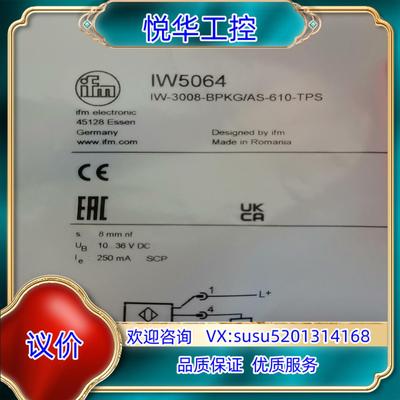 悦华工控
ifm
ifm electronic
45128 Essen
Germany
www.ifm.com
IW5064
IW-3008-BPKG/AS-610-TPS
Designed by ifm
Made in Romania
CE
EAC
UK
CA
s: 8 mm nf
UB 10...36 V DC
Ie 250 mA SCP
1
L+
4
议价
欢迎咨询 VX:susu5201314168
品质保证 优质服务